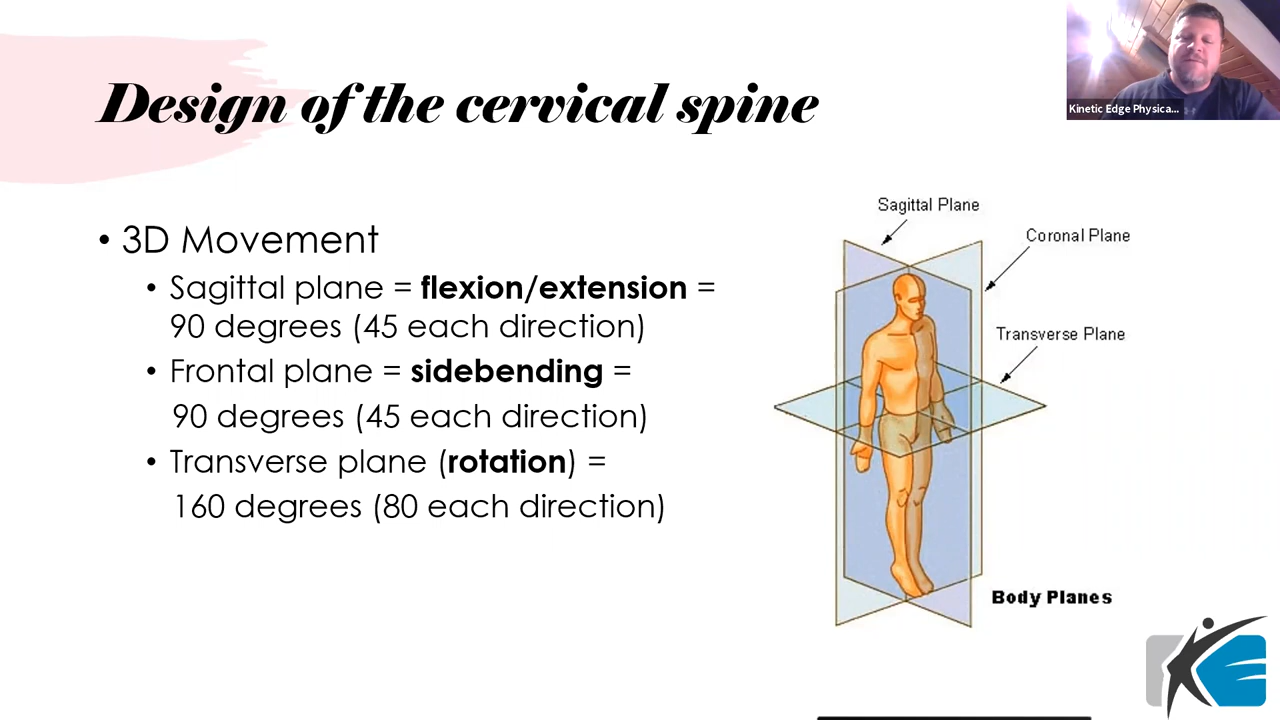 Design of the cervical spine
Kinetic Edge Physica...
• 3D Movement
• Sagittal plane = flexion/extension =
90 degrees (45 each direction)
• Frontal plane = sidebending =
90 degrees (45 each direction)
• Transverse plane (rotation) =
160 degrees (80 each direction)
Sagittal Plane
Coronal Plane
Transverse Plane
Body Planes